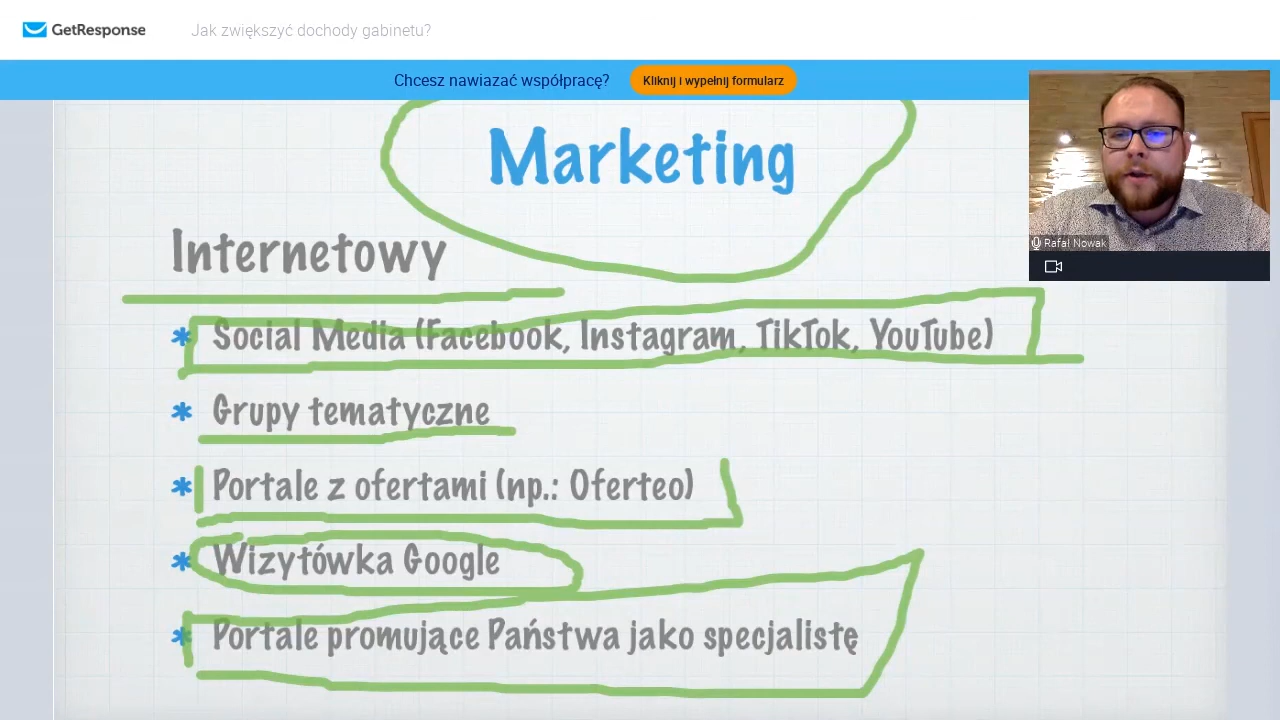 GetResponse
Jak zwiększyć dochody gabinetu?
Chcesz nawiazać współpracę?
Kliknij i wypełnij formularz
Marketing
Rafał Nowak
Internetowy
* Social Media (Facebook, Instagram, TikTok, YouTube)
* Grupy tematyczne
* Portale z ofertami (np.: Oferteo)
* Wizytówka Google
* Portale promujące Państwa jako specjalistę